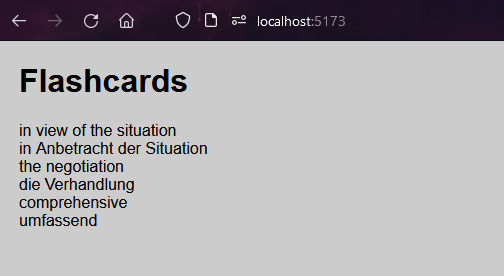 localhost:5173
Flashcards
in view of the situation
in Anbetracht der Situation
the negotiation
die Verhandlung
comprehensive
umfassend